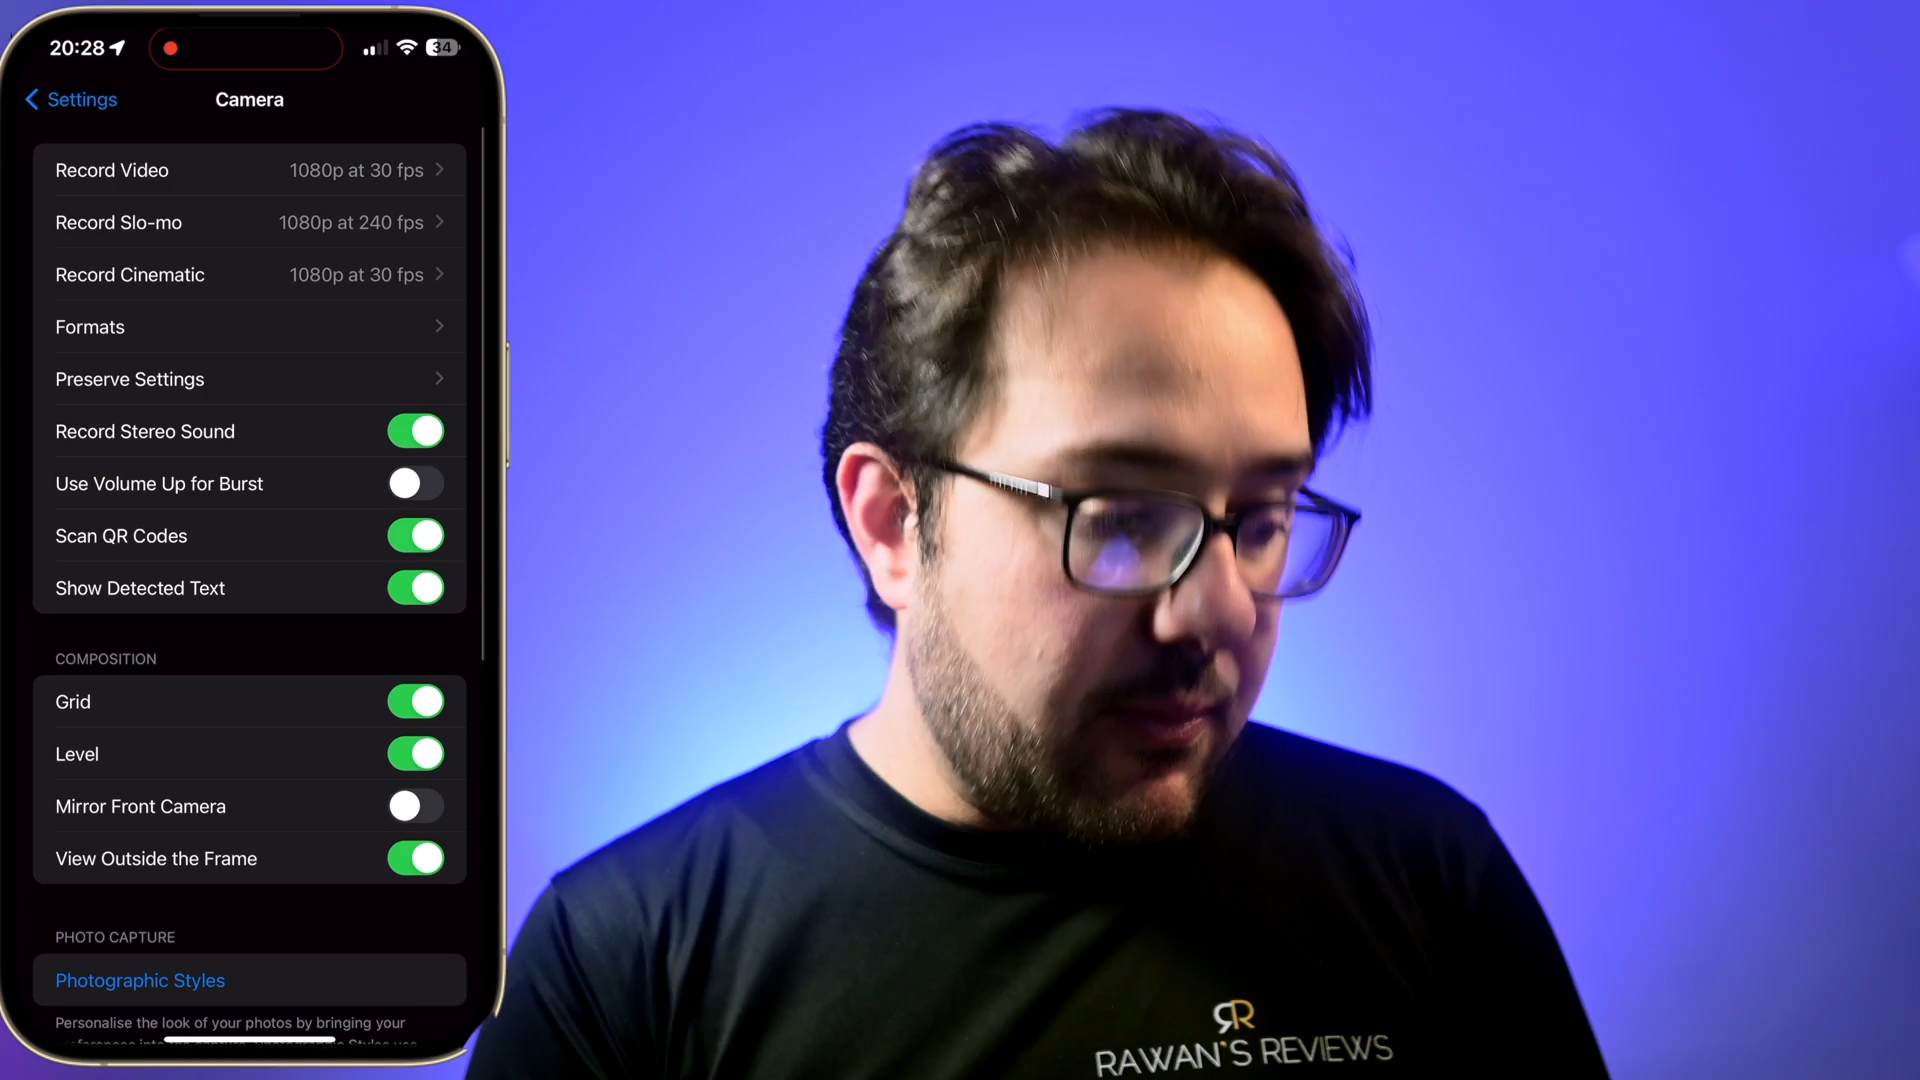 20:28
34
Settings
Camera
Record Video 1080p at 30 fps
Record Slo-mo 1080p at 240 fps
Record Cinematic 1080p at 30 fps
Formats
Preserve Settings
Record Stereo Sound
Use Volume Up for Burst
Scan QR Codes
Show Detected Text
COMPOSITION
Grid
Level
Mirror Front Camera
View Outside the Frame
PHOTO CAPTURE
Photographic Styles
Personalise the look of your photos by bringing your
RR
RAWAN'S REVIEWS